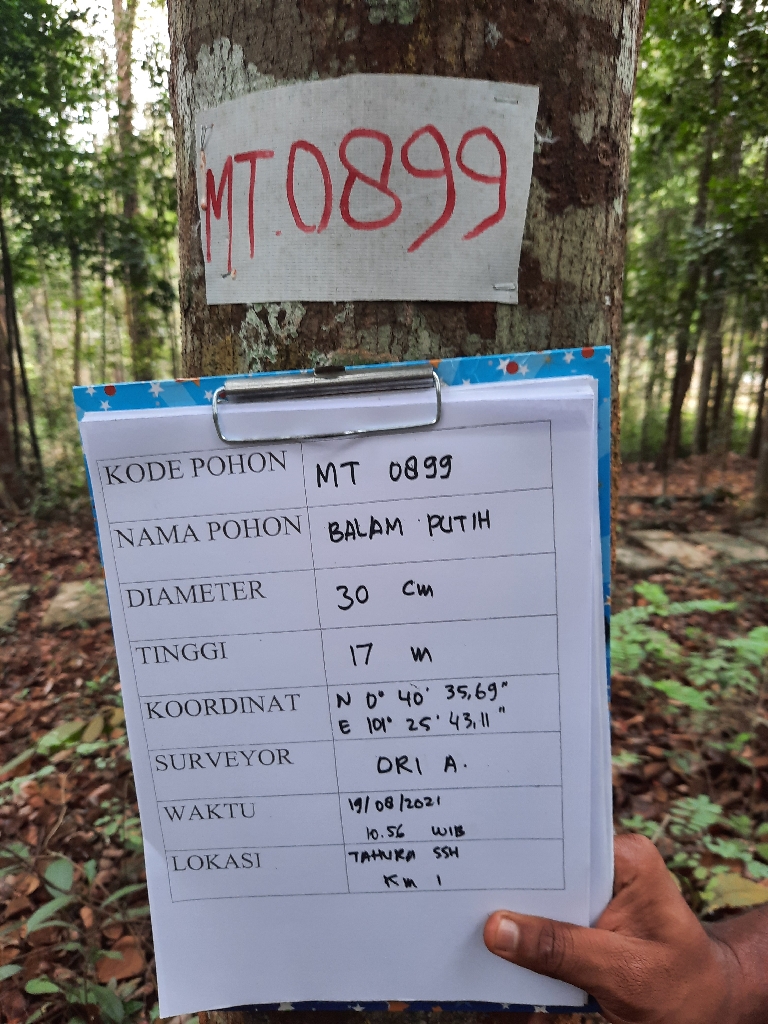 MT.0899
KODE POHON MT 0899
NAMA POHON BALAM PUTIH
DIAMETER 30 Cm
TINGGI 17 m
KOORDINAT N 0° 40' 35,69"
E 101° 25' 43,11"
SURVEYOR ORI A.
WAKTU 19/08/2021
10.56 WIB
LOKASI TAHURA SSH
Km 1